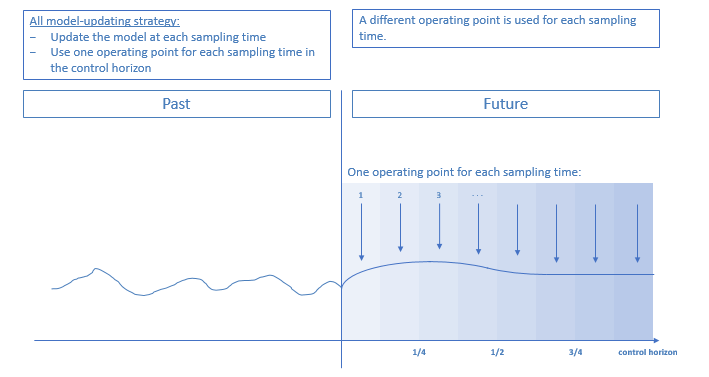 All model-updating strategy:
– Update the model at each sampling time
– Use one operating point for each sampling time in
the control horizon
A different operating point is used for each sampling
time.
Past
Future
One operating point for each sampling time:
1 2 3 ...
1/4 1/2 3/4 control horizon